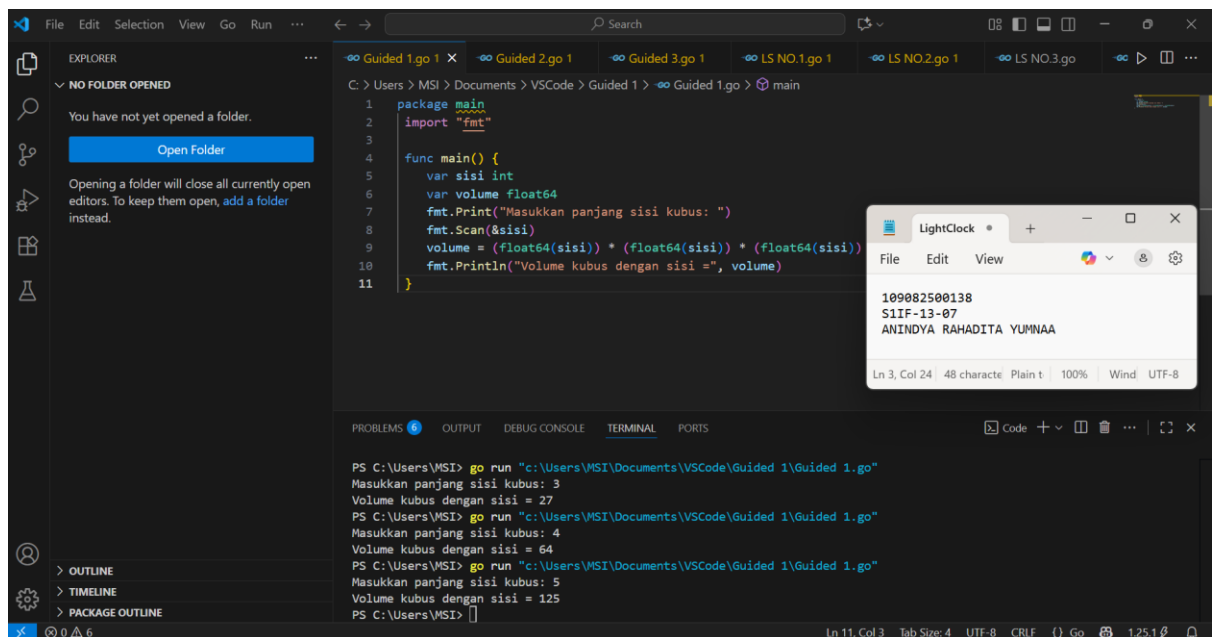 File Edit Selection View Go Run ···
Search
EXPLORER ···
NO FOLDER OPENED
You have not yet opened a folder.
Open Folder
Opening a folder will close all currently open
editors. To keep them open, add a folder
instead.
OUTLINE
TIMELINE
PACKAGE OUTLINE
Guided 1.go 1 Guided 2.go 1 Guided 3.go 1 LS NO.1.go 1 LS NO.2.go 1 LS NO.3.go ···
C: > Users > MSI > Documents > VSCode > Guided 1 > Guided 1.go > main
1 package main
2 import "fmt"
3
4 func main() {
5 var sisi int
6 var volume float64
7 fmt.Print("Masukkan panjang sisi kubus: ")
8 fmt.Scan(&sisi)
9 volume = (float64(sisi)) * (float64(sisi)) * (float64(sisi))
10 fmt.Println("Volume kubus dengan sisi =", volume)
11 }
LightClock
File Edit View
109082500138
S1IF-13-07
ANINDYA RAHADITA YUMNAA
Ln 3, Col 24 48 characte Plain t 100% Wind UTF-8
PROBLEMS 6 OUTPUT DEBUG CONSOLE TERMINAL PORTS Code ···
PS C:\Users\MSI> go run "c:\Users\MSI\Documents\VSCode\Guided 1\Guided 1.go"
Masukkan panjang sisi kubus: 3
Volume kubus dengan sisi = 27
PS C:\Users\MSI> go run "c:\Users\MSI\Documents\VSCode\Guided 1\Guided 1.go"
Masukkan panjang sisi kubus: 4
Volume kubus dengan sisi = 64
PS C:\Users\MSI> go run "c:\Users\MSI\Documents\VSCode\Guided 1\Guided 1.go"
Masukkan panjang sisi kubus: 5
Volume kubus dengan sisi = 125
PS C:\Users\MSI>
0 6 Ln 11, Col 3 Tab Size: 4 UTF-8 CRLF {} Go 1.25.1